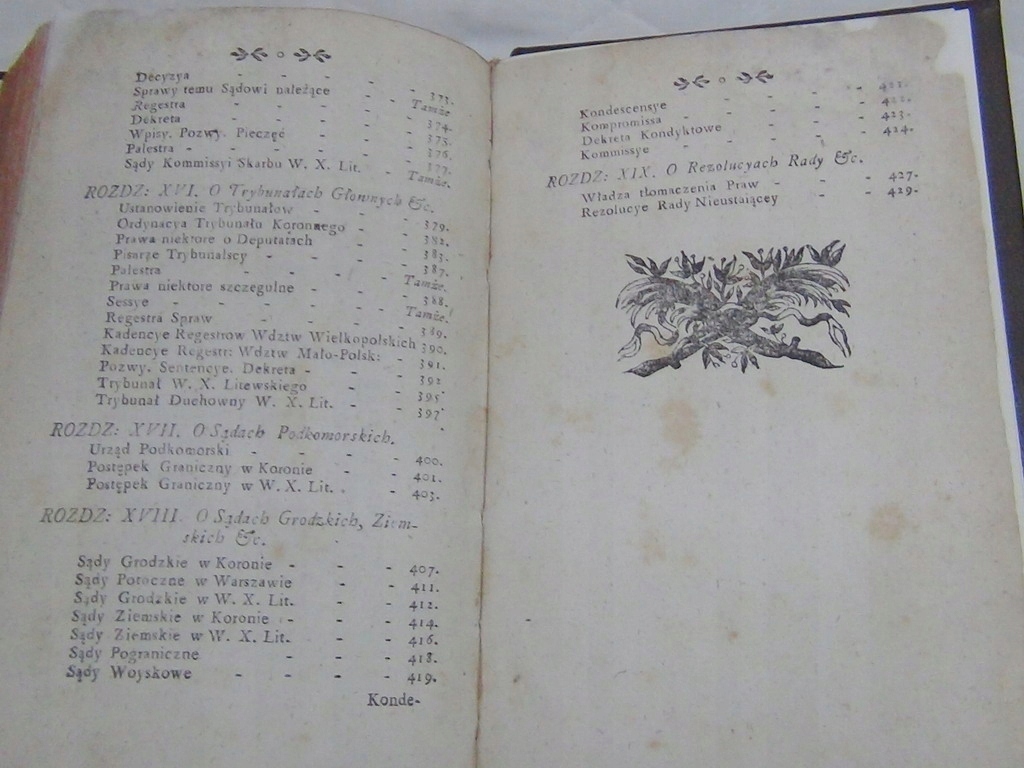 Decyzya - - - - 373.
Sprawy temu Sądowi należące - - Tamże.
Regestra - - - - 374.
Dekreta - - - - 375.
Wpisy. Pozwy. Pieczęć - - - 376.
Palestra - - - - - 377.
Sądy Kommissyi Skarbu W. X. Lit. - Tamże.
ROZDZ: XVI. O Trybunałach Głownych &c.
Ustanowienie Trybunałow - - - 379.
Ordynacya Trybunału Koronnego - - 382.
Prawa niektore o Deputatach - - 383.
Pisarze Trybunalscy - - - - 387.
Palestra - - - - Tamże.
Prawa niektore szczegulne - - - 388.
Sessye - - - - - Tamże.
Regestra Spraw - - - - 389.
Kadencye Regestrow Wdztw Wielkopolskich 390.
Kadencye Regestr: Wdztw Mało-Polsk: - 391.
Pozwy. Sentencye. Dekreta - - - 392
Trybunał W. X. Litewskiego - - 395
Trybunał Duchowny W. X. Lit. - - 397.
ROZDZ: XVII. O Sądach Podkomorskich.
Urząd Podkomorski - - - - 400.
Postępek Graniczny w Koronie - - 401.
Postępek Graniczny w W. X. Lit. . - - 403.
ROZDZ: XVIII. O Sądach Grodzkich, Ziem-
skich &c.
Sądy Grodzkie w Koronie - - - 407.
Sądy Potoczne w Warszawie - - 411.
Sądy Grodzkie w W. X. Lit. - - 412.
Sądy Ziemskie w Koronie - - - 414.
Sądy Ziemskie w W. X. Lit. - - 416.
Sądy Pograniczne - - - 418.
Sądy Woyskowe - - - - 419.
Konde-
Kondescensye - - - - 421.
Kompromissa - - - - 422.
Dekreta Kondyktowe - - - 423.
Kommissye - - - - 424.
ROZDZ: XIX. O Rezolucyach Rady &c.
Władza tłomaczenia Praw - - - 427.
Rezolucye Rady Nieustaiącey - - 429.